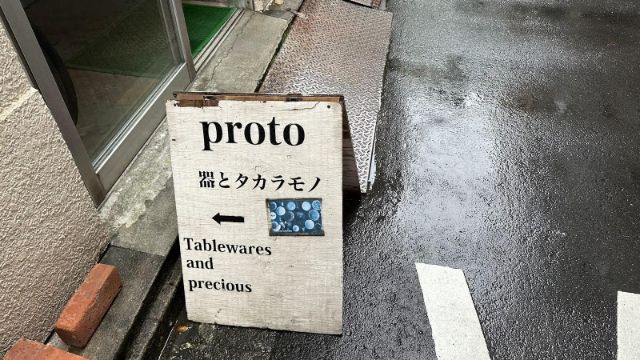 proto
器とタカラモノ
Tablewares
and
precious